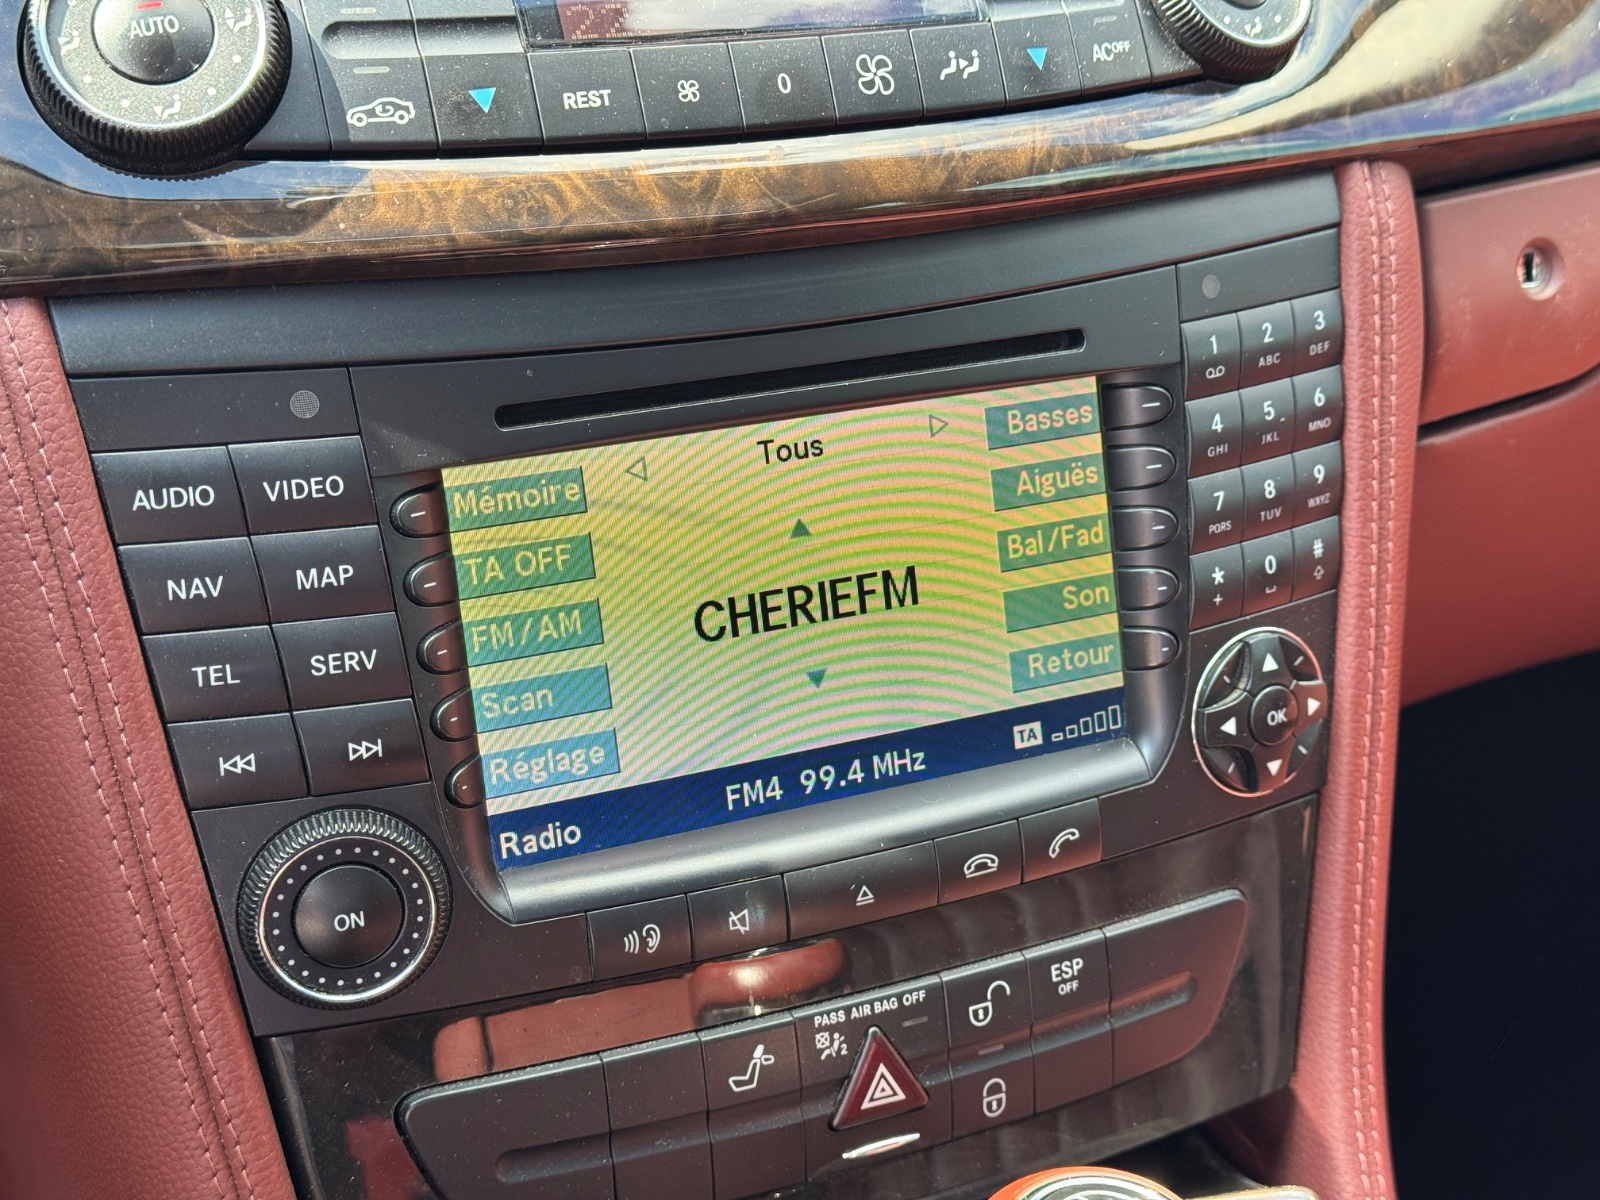 AUTO
REST
0
AC OFF
AUDIO
VIDEO
NAV
MAP
TEL
SERV
ON
Tous
Mémoire
TA OFF
FM/AM
Scan
Réglage
CHERIEFM
Basses
Aiguës
Bal/Fad
Son
Retour
Radio
FM4 99.4 MHz
TA
1
2 ABC
3 DEF
4 GHI
5 JKL
6 MNO
7 PQRS
8 TUV
9 WXYZ
* +
0
#
OK
PASS AIR BAG OFF
2
ESP
OFF